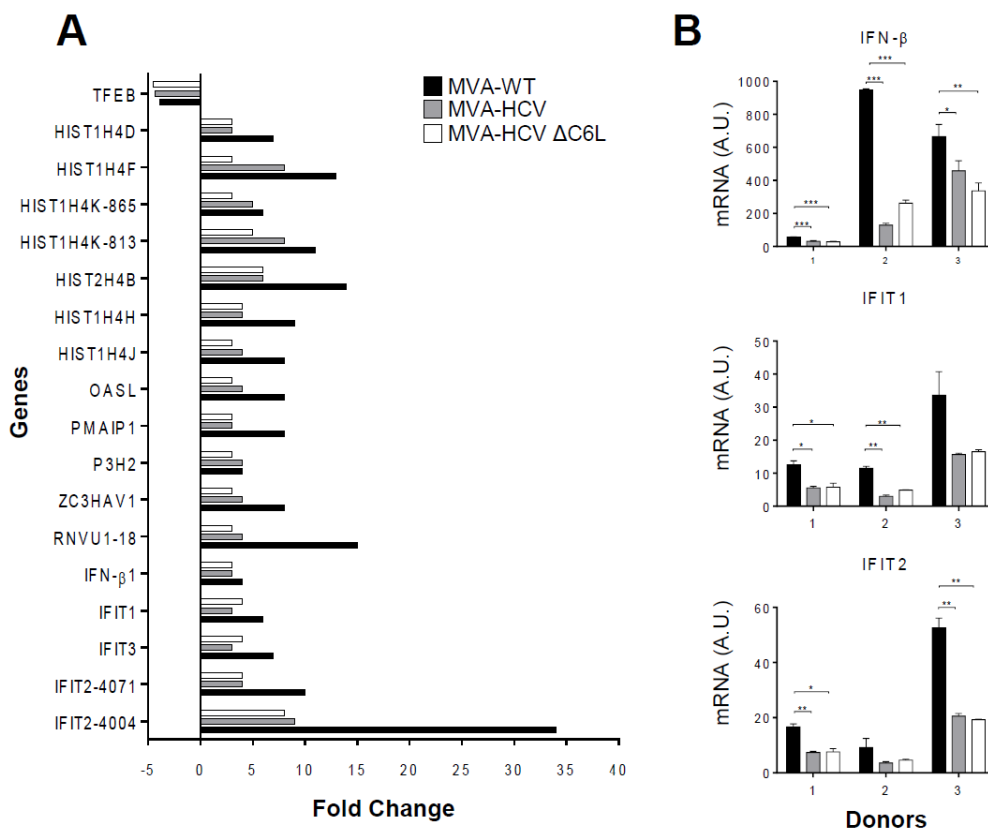 A
MVA-WT
MVA-HCV
MVA-HCV ΔC6L
Genes
TFEB
HIST1H4D
HIST1H4F
HIST1H4K-865
HIST1H4K-813
HIST2H4B
HIST1H4H
HIST1H4J
OASL
PMAIP1
P3H2
ZC3HAV1
RNVU1-18
IFN-β1
IFIT1
IFIT3
IFIT2-4071
IFIT2-4004
-5 0 5 10 15 20 25 30 35 40
Fold Change
B
IFN-β
mRNA (A.U.)
1000
800
600
400
200
0
*** *** *** *** ** *
1 2 3
IFIT1
mRNA (A.U.)
50
40
30
20
10
0
* * ** **
1 2 3
IFIT2
mRNA (A.U.)
60
40
20
0
* ** ** **
1 2 3
Donors